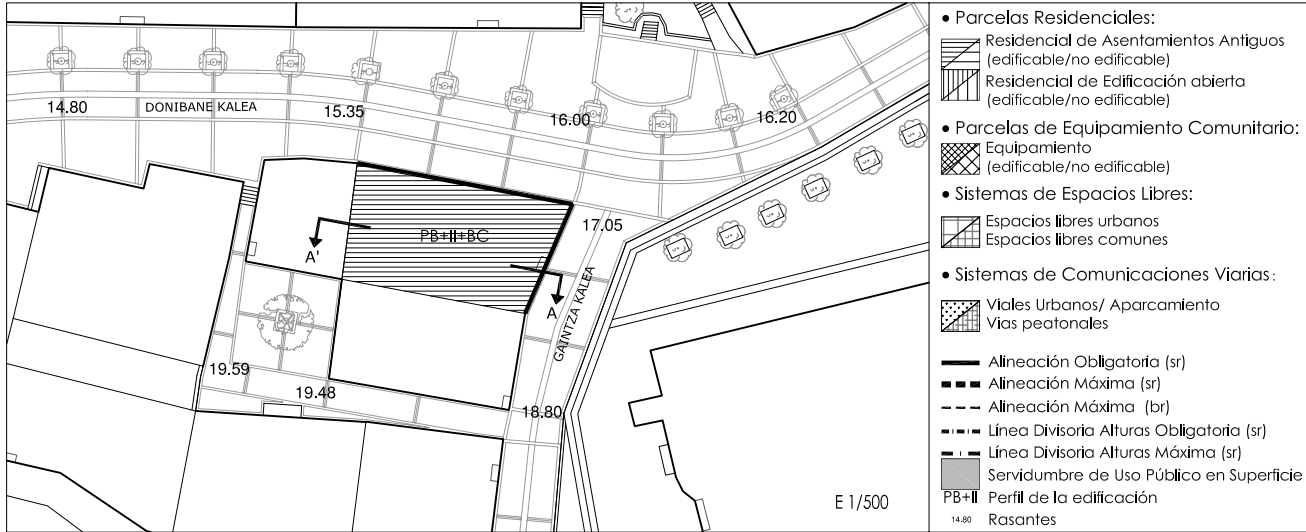 14.80
DONIBANE KALEA
15.35
16.00
16.20
17.05
PB+II+BC
A'
A
GAINTZA KALEA
19.59
19.48
18.80
E 1/500
• Parcelas Residenciales:
Residencial de Asentamientos Antiguos
(edificable/no edificable)
Residencial de Edificación abierta
(edificable/no edificable)
• Parcelas de Equipamiento Comunitario:
Equipamiento
(edificable/no edificable)
• Sistemas de Espacios Libres:
Espacios libres urbanos
Espacios libres comunes
• Sistemas de Comunicaciones Viarias:
Viales Urbanos/ Aparcamiento
Vias peatonales
Alineación Obligatoria (sr)
Alineación Máxima (sr)
Alineación Máxima (br)
Línea Divisoria Alturas Obligatoria (sr)
Línea Divisoria Alturas Máxima (sr)
Servidumbre de Uso Público en Superficie
PB+II Perfil de la edificación
14.80 Rasantes